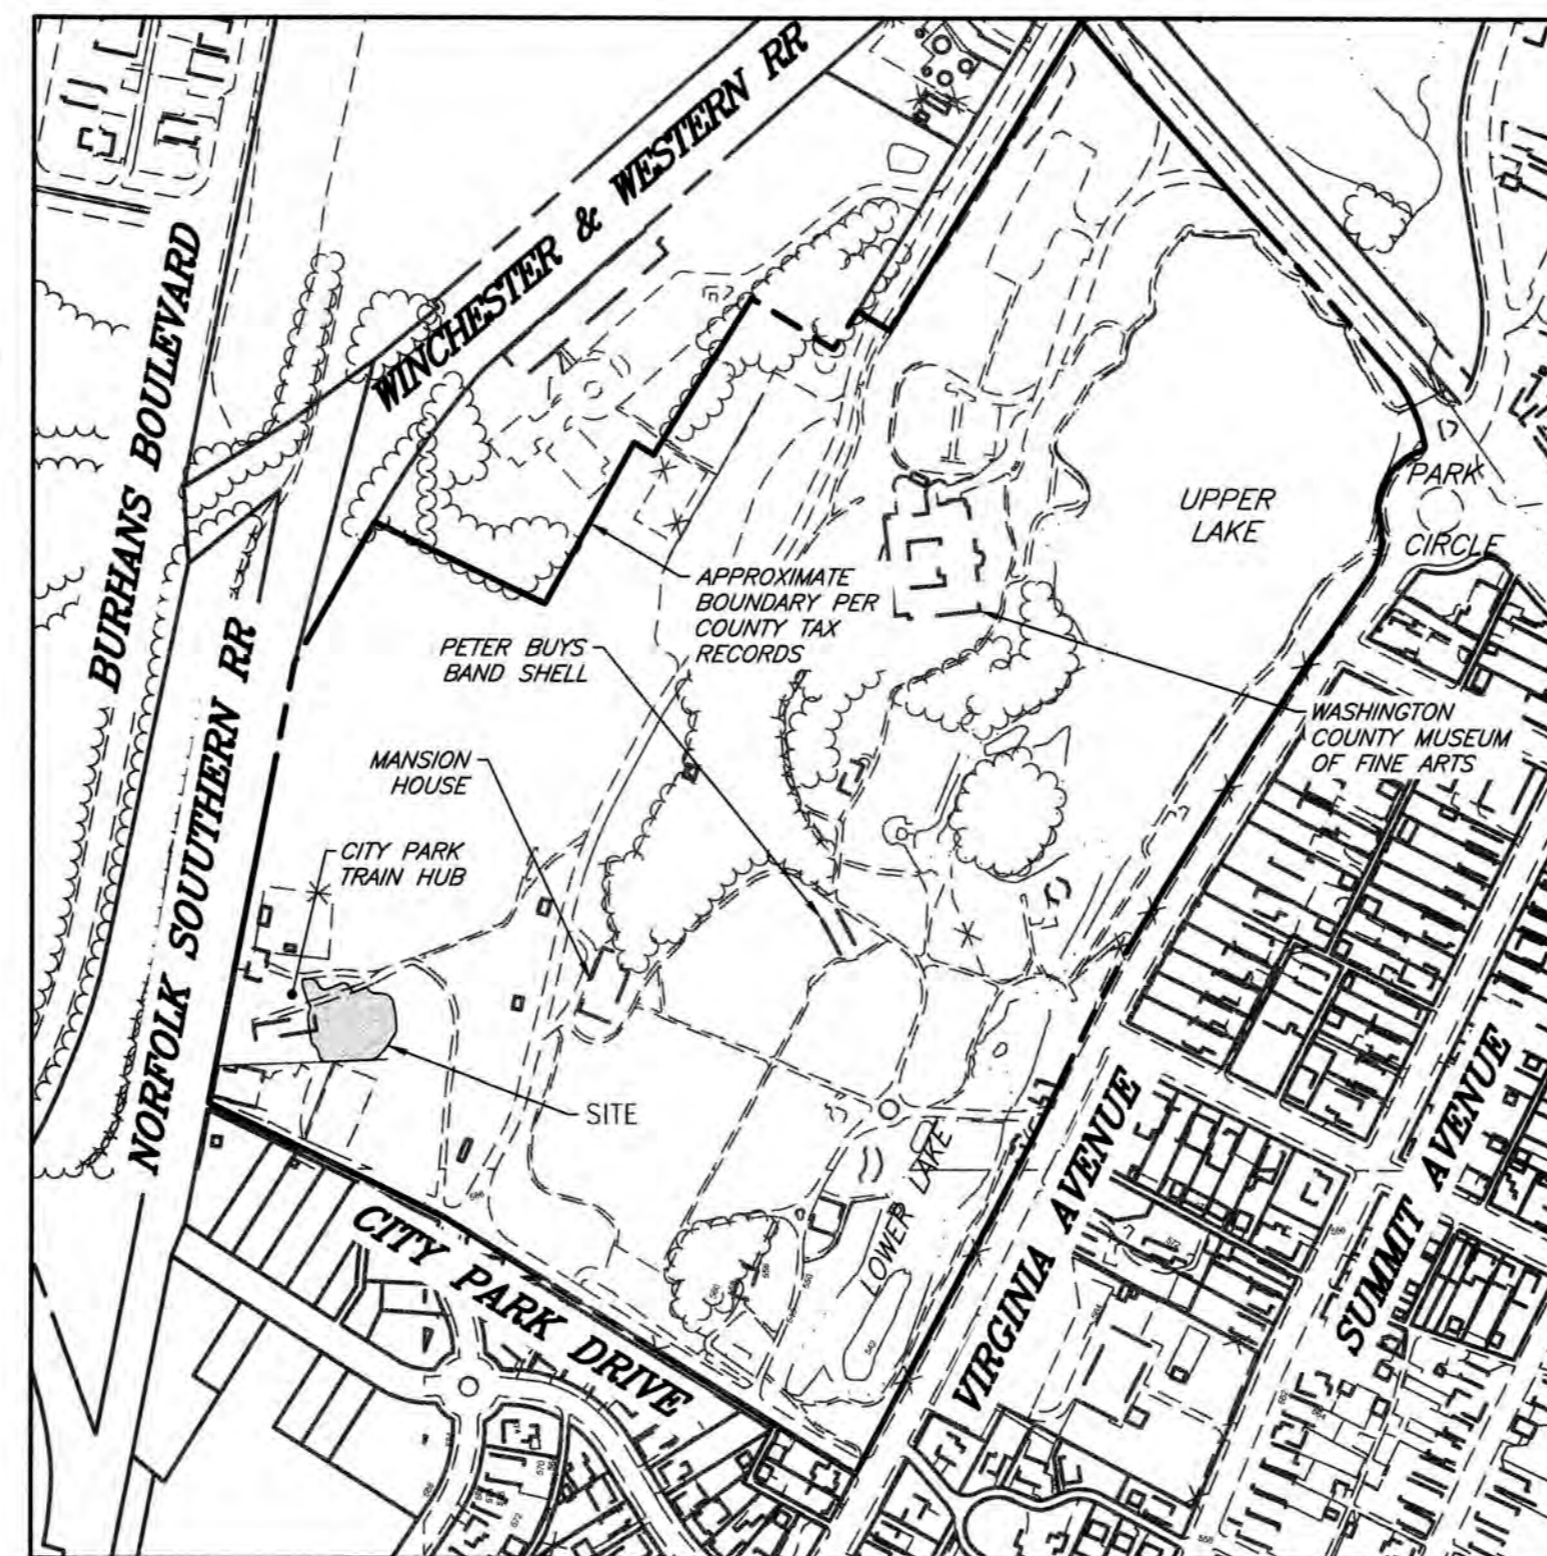 WINCHESTER & WESTERN RR
BURHANS BOULEVARD
NORFOLK SOUUTHERN RR
UPPER
LAKE
PARK
CIRCLE
APPROXIMATE
BOUNDARY PER
COUNTY TAX
RECORDS
PETER BUYS
BAND SHELL
WASHINGTON
COUNTY MUSEUM
OF FINE ARTS
MANSION
HOUSE
CITY PARK
TRAIN HUB
SITE
LOWER LAKE
CITY PARK DRIVE
VIRGINIA AVENUE
SUMMIT AVENUE